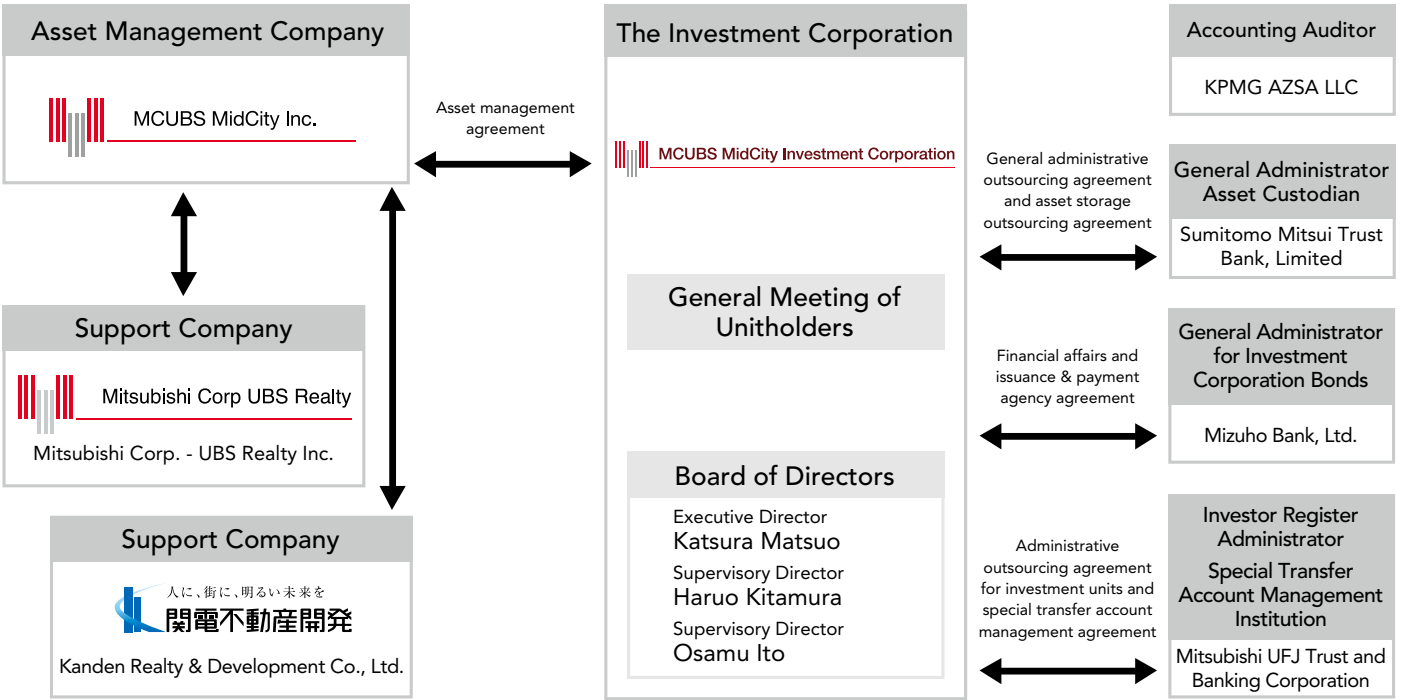 Asset Management Company
MCUBS MidCity Inc.
Asset management
agreement
Support Company
Mitsubishi Corp UBS Realty
Mitsubishi Corp. - UBS Realty Inc.
Support Company
人に、街に、明るい未来を
関電不動産開発
Kanden Realty & Development Co., Ltd.
The Investment Corporation
MCUBS MidCity Investment Corporation
General Meeting of
Unitholders
Board of Directors
Executive Director
Katsura Matsuo
Supervisory Director
Haruo Kitamura
Supervisory Director
Osamu Ito
Accounting Auditor
KPMG AZSA LLC
General administrative
outsourcing agreement
and asset storage
outsourcing agreement
General Administrator
Asset Custodian
Sumitomo Mitsui Trust
Bank, Limited
Financial affairs and
issuance & payment
agency agreement
General Administrator
for Investment
Corporation Bonds
Mizuho Bank, Ltd.
Administrative
outsourcing agreement
for investment units and
special transfer account
management agreement
Investor Register
Administrator
Special Transfer
Account Management
Institution
Mitsubishi UFJ Trust and
Banking Corporation